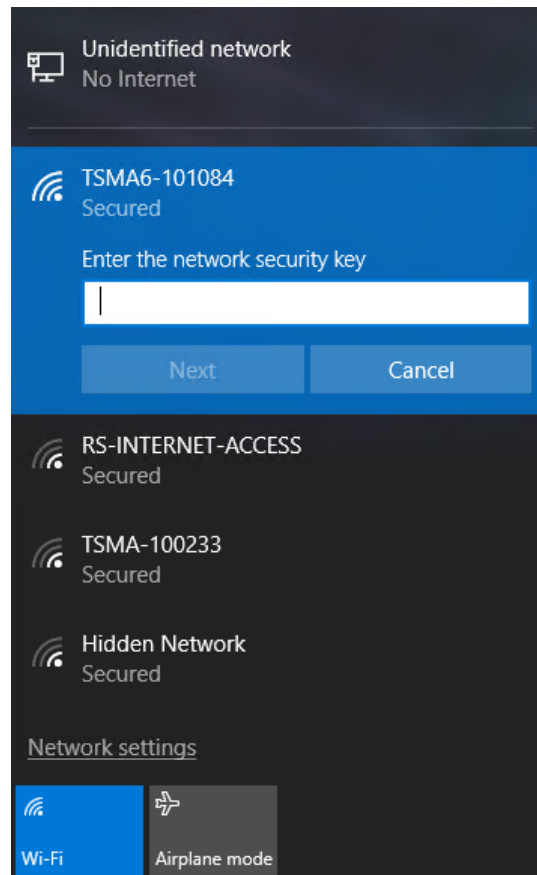 Unidentified network
No Internet
TSMA6-101084
Secured
Enter the network security key
Next
Cancel
RS-INTERNET-ACCESS
Secured
TSMA-100233
Secured
Hidden Network
Secured
Network settings
Wi-Fi
Airplane mode